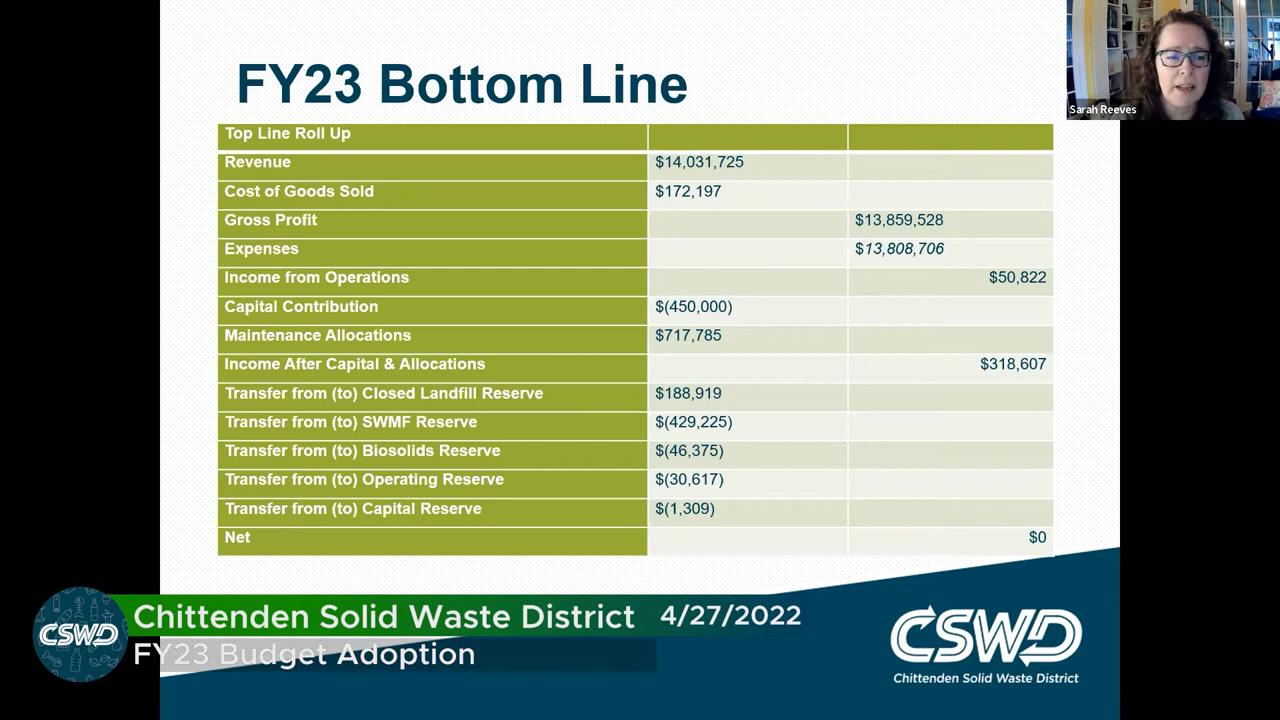 FY23 Bottom Line
Sarah Reeves
Top Line Roll Up
Revenue $14,031,725
Cost of Goods Sold $172,197
Gross Profit $13,859,528
Expenses $13,808,706
Income from Operations $50,822
Capital Contribution $(450,000)
Maintenance Allocations $717,785
Income After Capital & Allocations $318,607
Transfer from (to) Closed Landfill Reserve $188,919
Transfer from (to) SWMF Reserve $(429,225)
Transfer from (to) Biosolids Reserve $(46,375)
Transfer from (to) Operating Reserve $(30,617)
Transfer from (to) Capital Reserve $(1,309)
Net $0
CSWD
Chittenden Solid Waste District 4/27/2022
FY23 Budget Adoption
CSWD
Chittenden Solid Waste District